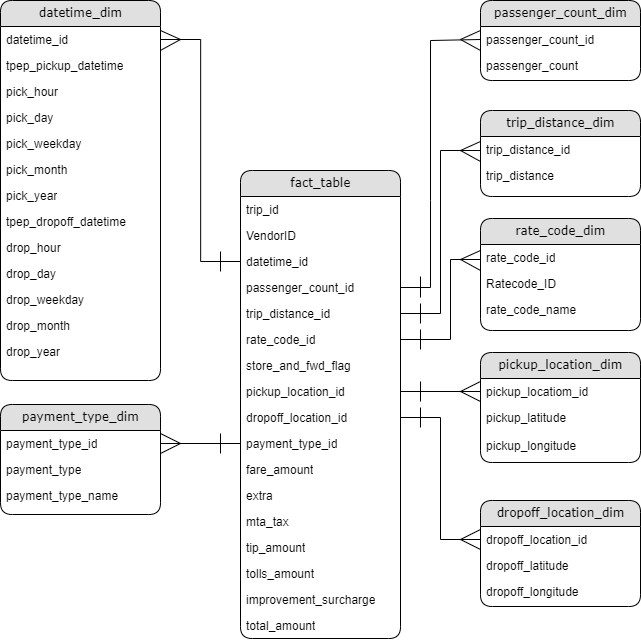 datetime_dim
datetime_id
tpep_pickup_datetime
pick_hour
pick_day
pick_weekday
pick_month
pick_year
tpep_dropoff_datetime
drop_hour
drop_day
drop_weekday
drop_month
drop_year
payment_type_dim
payment_type_id
payment_type
payment_type_name
fact_table
trip_id
VendorID
datetime_id
passenger_count_id
trip_distance_id
rate_code_id
store_and_fwd_flag
pickup_location_id
dropoff_location_id
payment_type_id
fare_amount
extra
mta_tax
tip_amount
tolls_amount
improvement_surcharge
total_amount
passenger_count_dim
passenger_count_id
passenger_count
trip_distance_dim
trip_distance_id
trip_distance
rate_code_dim
rate_code_id
Ratecode_ID
rate_code_name
pickup_location_dim
pickup_locatiom_id
pickup_latitude
pickup_longitude
dropoff_location_dim
dropoff_location_id
dropoff_latitude
dropoff_longitude